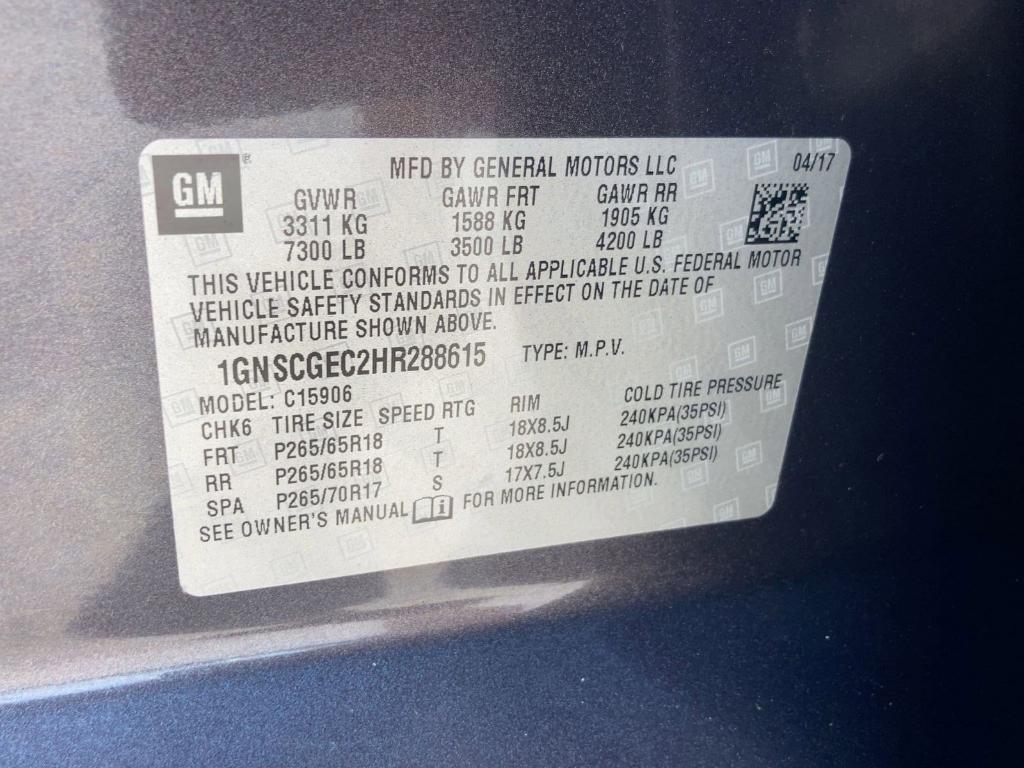 GM
MFD BY GENERAL MOTORS LLC 04/17
GVWR GAWR FRT GAWR RR
3311 KG 1588 KG 1905 KG
7300 LB 3500 LB 4200 LB
THIS VEHICLE CONFORMS TO ALL APPLICABLE U.S. FEDERAL MOTOR
VEHICLE SAFETY STANDARDS IN EFFECT ON THE DATE OF
MANUFACTURE SHOWN ABOVE.
1GNSCGEC2HR288615 TYPE: M.P.V.
MODEL: C15906
CHK6 TIRE SIZE SPEED RTG RIM COLD TIRE PRESSURE
FRT P265/65R18 T 18X8.5J 240KPA(35PSI)
RR P265/65R18 T 18X8.5J 240KPA(35PSI)
SPA P265/70R17 S 17X7.5J 240KPA(35PSI)
SEE OWNER'S MANUAL FOR MORE INFORMATION.